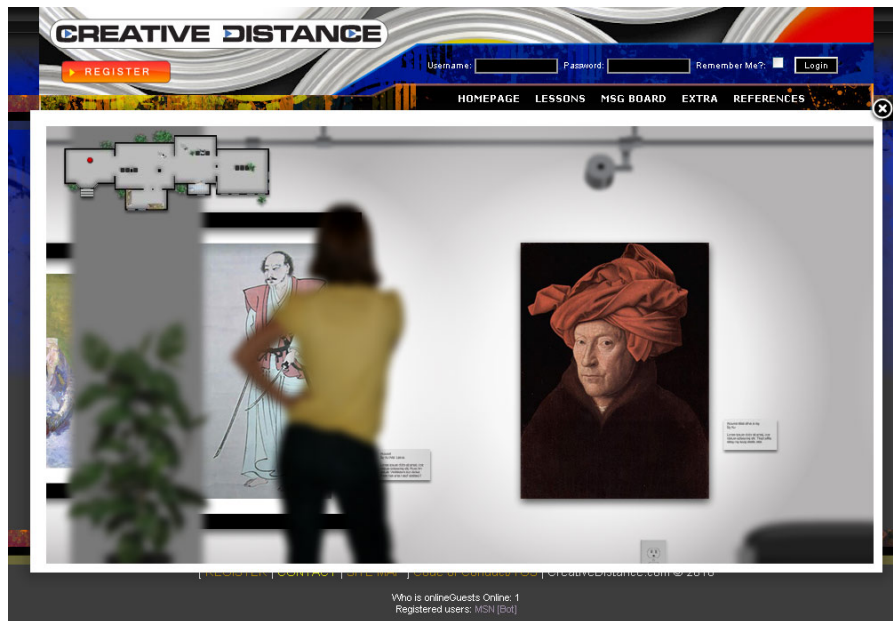 CREATIVE DISTANCE
REGISTER
Username: Password: Remember Me?: Login
HOMEPAGE LESSONS MSG BOARD EXTRA REFERENCES
[ REGISTER | CONTACT | SITE MAP | Code of Conduct/TOS | CreativeDistance.com © 2010
Who is onlineGuests Online: 1
Registered users: MSN [Bot]